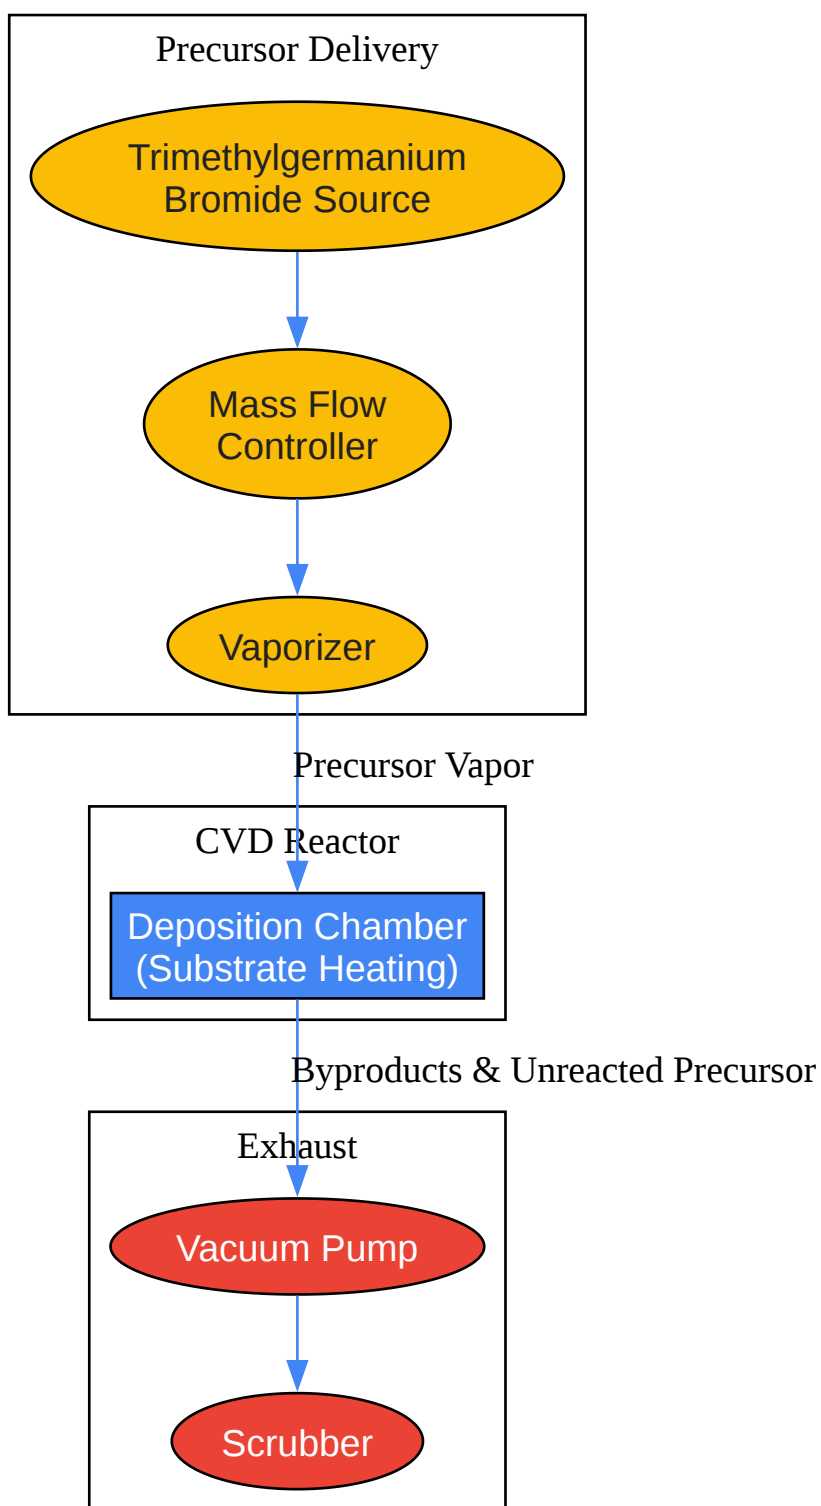 Precursor Delivery
Trimethylgermanium
Bromide Source
Mass Flow
Controller
Vaporizer
Precursor Vapor
CVD Reactor
Deposition Chamber
(Substrate Heating)
Byproducts & Unreacted Precursor
Exhaust
Vacuum Pump
Scrubber